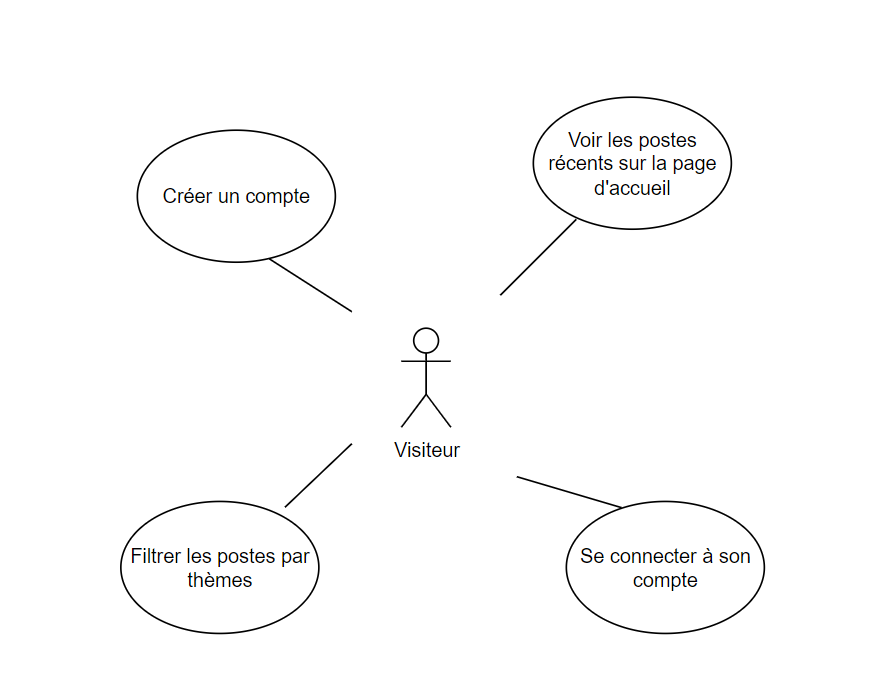 Voir les postes
récents sur la page
d'accueil
Créer un compte
Visiteur
Filtrer les postes par
thèmes
Se connecter à son
compte